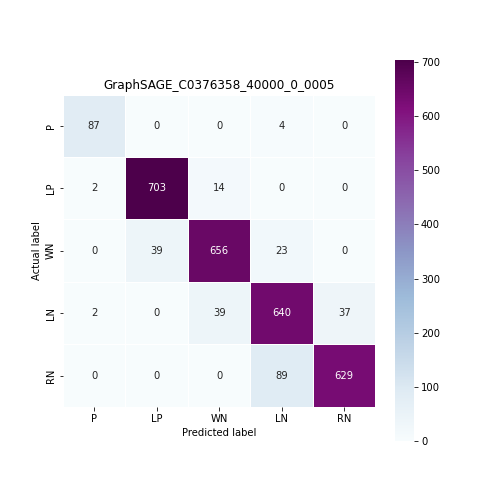 GraphSAGE_C0376358_40000_0_0005
Actual label
P 87 0 0 4 0
LP 2 703 14 0 0
WN 0 39 656 23 0
LN 2 0 39 640 37
RN 0 0 0 89 629
P LP WN LN RN
Predicted label
700
600
500
400
300
200
100
0